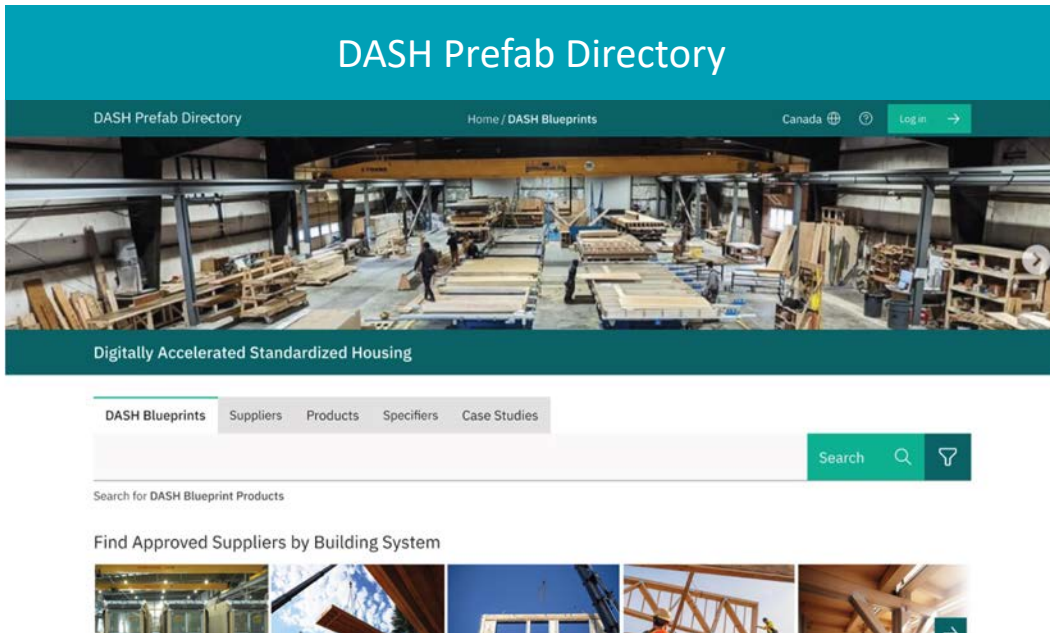 DASH Prefab Directory
DASH Prefab Directory Home / DASH Blueprints Canada Log in
Digitally Accelerated Standardized Housing
DASH Blueprints Suppliers Products Specifiers Case Studies
Search
Search for DASH Blueprint Products
Find Approved Suppliers by Building System